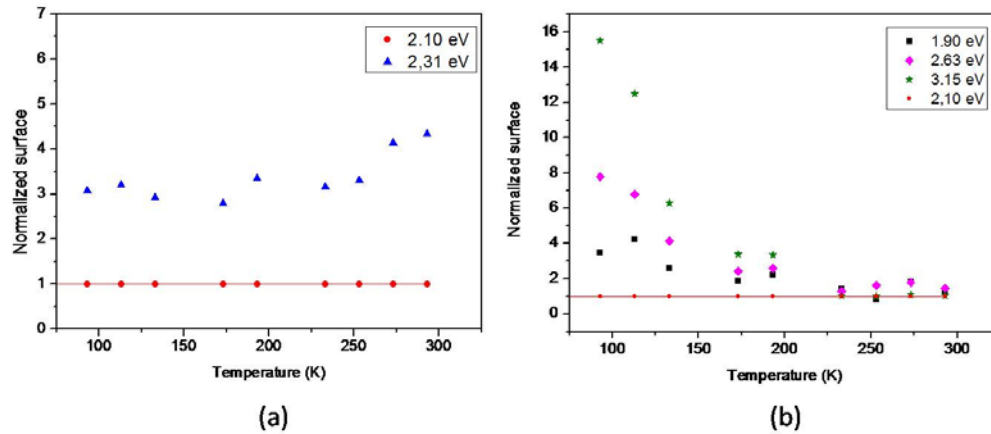 7
6
5
4
3
2
1
0
Normalized surface
2.10 eV
2,31 eV
100
150
200
250
300
Temperature (K)
(a)
16
14
12
10
8
6
4
2
0
Normalized surface
1.90 eV
2.63 eV
3.15 eV
2,10 eV
100
150
200
250
300
Temperature (K)
(b)